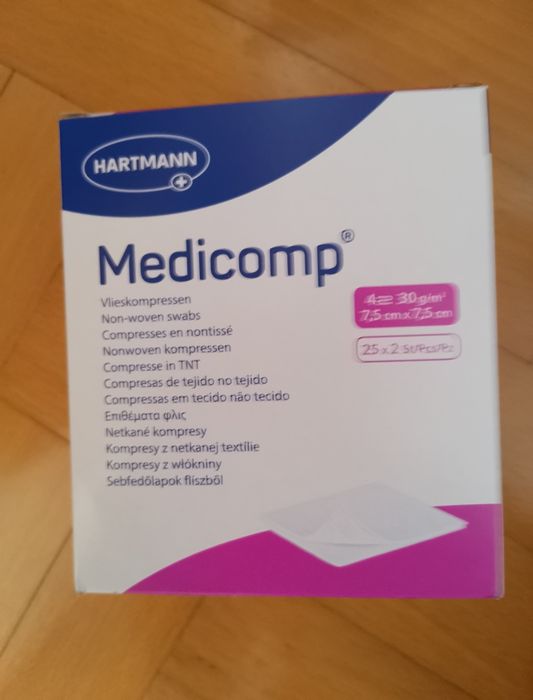 HARTMANN
Medicomp®
Vlieskompressen
Non-woven swabs
Compresses en nontissé
Nonwoven kompressen
Compresse in TNT
Compresas de tejido no tejido
Compressas em tecido não tecido
Επιθέματα φλις
Netkané kompresy
Kompresy z netkanej textílie
Kompresy z włókniny
Sebfedőlapok fliszből
4 30 g/m²
7,5 cm x 7,5 cm
25 x 2 St/Pcs/Pz